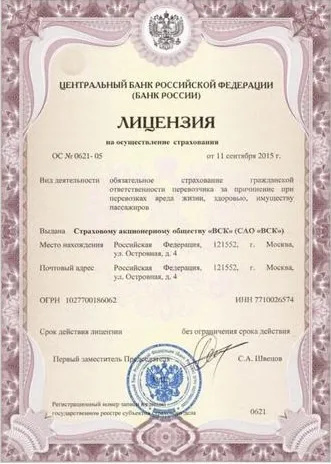 ЦЕНТРАЛЬНЫЙ БАНК РОССИЙСКОЙ ФЕДЕРАЦИИ
(БАНК РОССИИ)
ЛИЦЕНЗИЯ
на осуществление страхования
ОС № 0621- 05 от 11 сентября 2015 г.
Вид деятельности обязательное страхование гражданской
ответственности перевозчика за причинение при
перевозках вреда жизни, здоровью, имуществу
пассажиров
Выдана Страховому акционерному обществу «ВСК» (САО «ВСК»)
Место нахождения Российская Федерация, 121552, г. Москва,
ул. Островная, д. 4
Почтовый адрес Российская Федерация, 121552, г. Москва,
ул. Островная, д. 4
ОГРН 1027700186062 ИНН 7710026574
Срок действия лицензии без ограничения срока действия
Первый заместитель Председателя С.А. Швецов
Регистрационный номер записи в едином
государственном реестре субъектов дела 0621